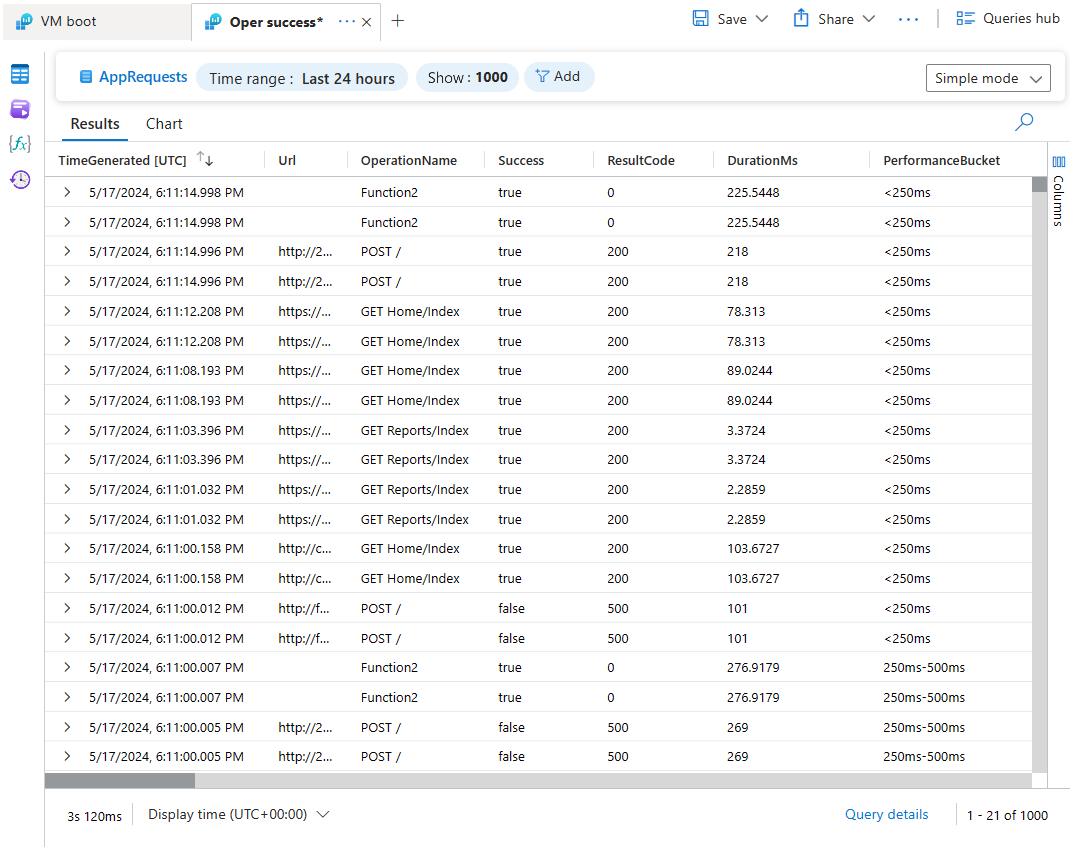 VM boot
Oper success* ··· × +
Save Share ··· Queries hub
AppRequests Time range : Last 24 hours Show : 1000 Add Simple mode
Results Chart
TimeGenerated [UTC] ↑↓ Url OperationName Success ResultCode DurationMs PerformanceBucket
5/17/2024, 6:11:14.998 PM Function2 true 0 225.5448 <250ms
5/17/2024, 6:11:14.998 PM Function2 true 0 225.5448 <250ms
5/17/2024, 6:11:14.996 PM http://2... POST / true 200 218 <250ms
5/17/2024, 6:11:14.996 PM http://2... POST / true 200 218 <250ms
5/17/2024, 6:11:12.208 PM https://... GET Home/Index true 200 78.313 <250ms
5/17/2024, 6:11:12.208 PM https://... GET Home/Index true 200 78.313 <250ms
5/17/2024, 6:11:08.193 PM https://... GET Home/Index true 200 89.0244 <250ms
5/17/2024, 6:11:08.193 PM https://... GET Home/Index true 200 89.0244 <250ms
5/17/2024, 6:11:03.396 PM https://... GET Reports/Index true 200 3.3724 <250ms
5/17/2024, 6:11:03.396 PM https://... GET Reports/Index true 200 3.3724 <250ms
5/17/2024, 6:11:01.032 PM https://... GET Reports/Index true 200 2.2859 <250ms
5/17/2024, 6:11:01.032 PM https://... GET Reports/Index true 200 2.2859 <250ms
5/17/2024, 6:11:00.158 PM http://c... GET Home/Index true 200 103.6727 <250ms
5/17/2024, 6:11:00.158 PM http://c... GET Home/Index true 200 103.6727 <250ms
5/17/2024, 6:11:00.012 PM http://f... POST / false 500 101 <250ms
5/17/2024, 6:11:00.012 PM http://f... POST / false 500 101 <250ms
5/17/2024, 6:11:00.007 PM Function2 true 0 276.9179 250ms-500ms
5/17/2024, 6:11:00.007 PM Function2 true 0 276.9179 250ms-500ms
5/17/2024, 6:11:00.005 PM http://2... POST / false 500 269 250ms-500ms
5/17/2024, 6:11:00.005 PM http://2... POST / false 500 269 250ms-500ms
Columns
3s 120ms Display time (UTC+00:00) Query details 1 - 21 of 1000